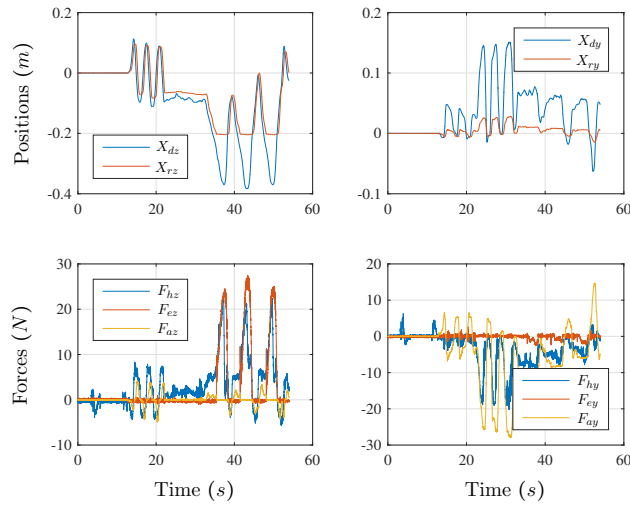 0.2
0.1
0
-0.2
-0.4
Positions (m)
X_dz
X_rz
0 20 40 60
0.2
0.1
0
0.1
X_dy
X_ry
0 20 40 60
30
20
10
0
-10
Forces (N)
F_hz
F_ez
F_az
0 20 40 60
Time (s)
20
10
0
-10
-20
-30
F_hy
F_ey
F_ay
0 20 40 60
Time (s)